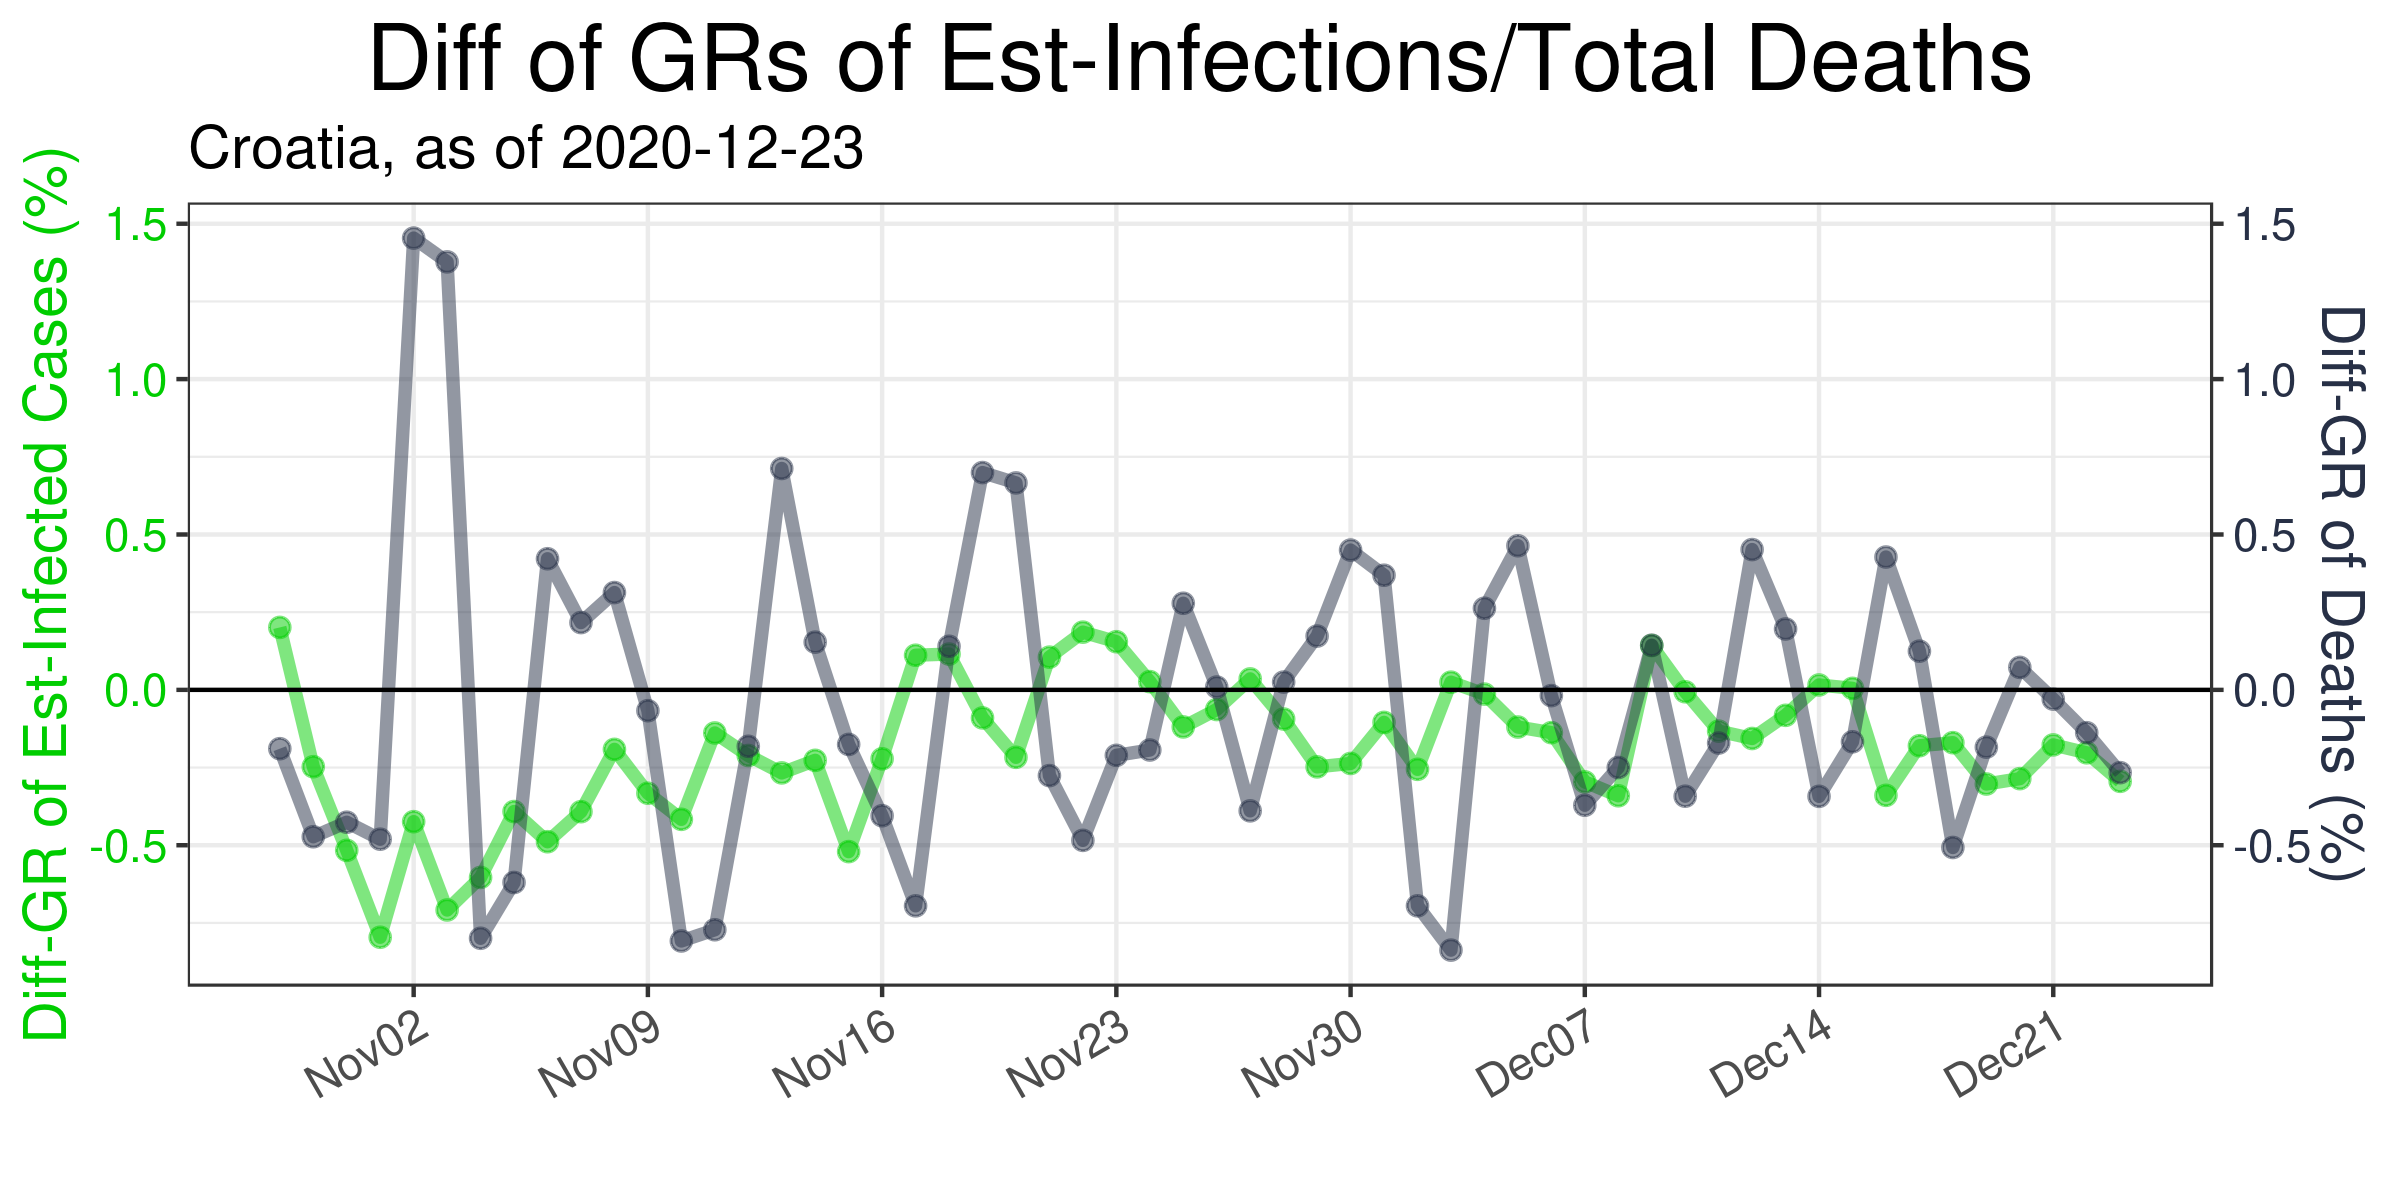 Diff of GRs of Est-Infections/Total Deaths
Croatia, as of 2020-12-23
Diff-GR of Est-Infected Cases (%)
1.5
1.0
0.5
0.0
-0.5
1.5
1.0
0.5
0.0
-0.5
Diff-GR of Deaths (%)
Nov02
Nov09
Nov16
Nov23
Nov30
Dec07
Dec14
Dec21